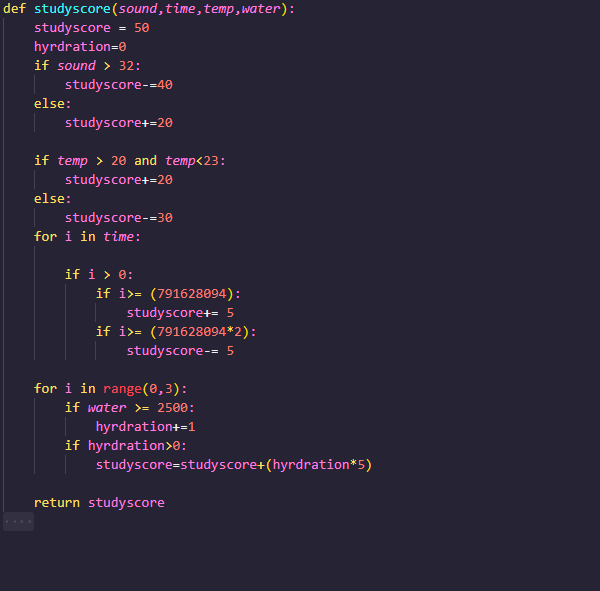 def studyscore(sound,time,temp,water):
    studyscore = 50
    hyrdration=0
    if sound > 32:
        studyscore-=40
    else:
        studyscore+=20
    if temp > 20 and temp<23:
        studyscore+=20
    else:
        studyscore-=30
    for i in time:
        if i > 0:
            if i>= (791628094):
                studyscore+= 5
            if i>= (791628094*2):
                studyscore-= 5
    for i in range(0,3):
        if water >= 2500:
            hyrdration+=1
        if hyrdration>0:
            studyscore=studyscore+(hyrdration*5)
    return studyscore